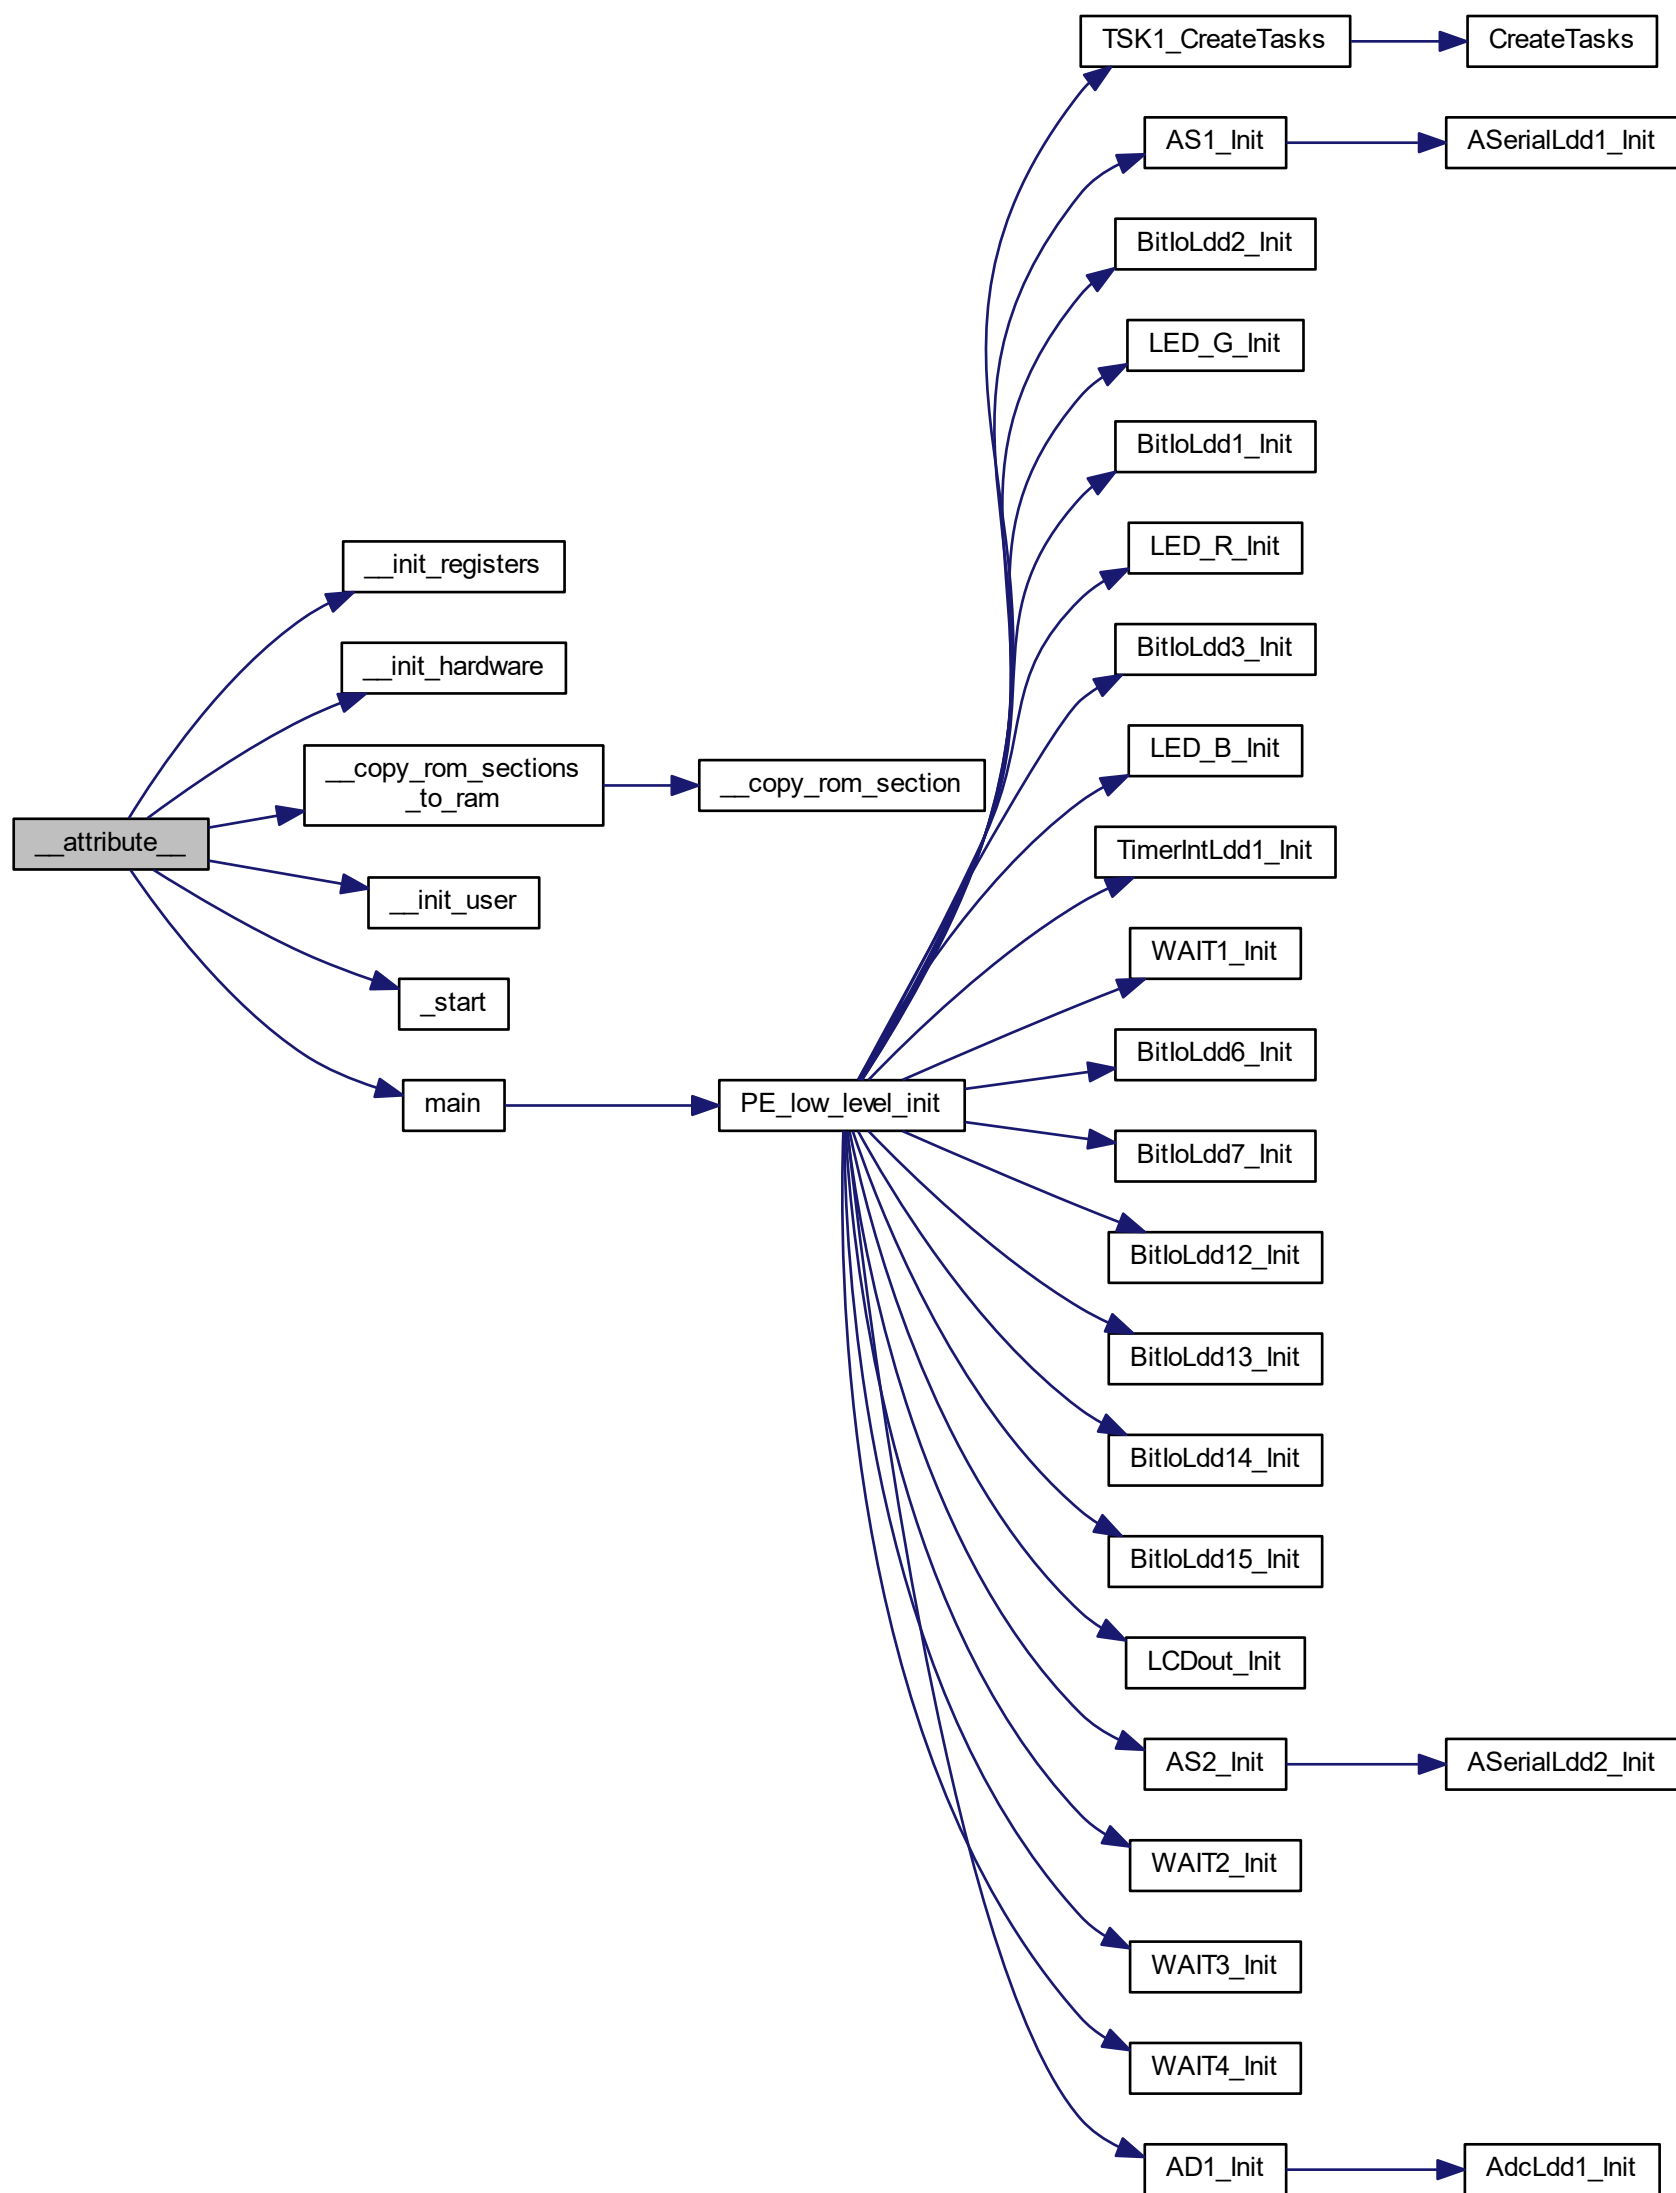 __attribute__
__init_registers
__init_hardware
__copy_rom_sections
_to_ram
__copy_rom_section
__init_user
_start
main
PE_low_level_init
TSK1_CreateTasks
CreateTasks
AS1_Init
ASerialLdd1_Init
BitIoLdd2_Init
LED_G_Init
BitIoLdd1_Init
LED_R_Init
BitIoLdd3_Init
LED_B_Init
TimerIntLdd1_Init
WAIT1_Init
BitIoLdd6_Init
BitIoLdd7_Init
BitIoLdd12_Init
BitIoLdd13_Init
BitIoLdd14_Init
BitIoLdd15_Init
LCDout_Init
AS2_Init
ASerialLdd2_Init
WAIT2_Init
WAIT3_Init
WAIT4_Init
AD1_Init
AdcLdd1_Init